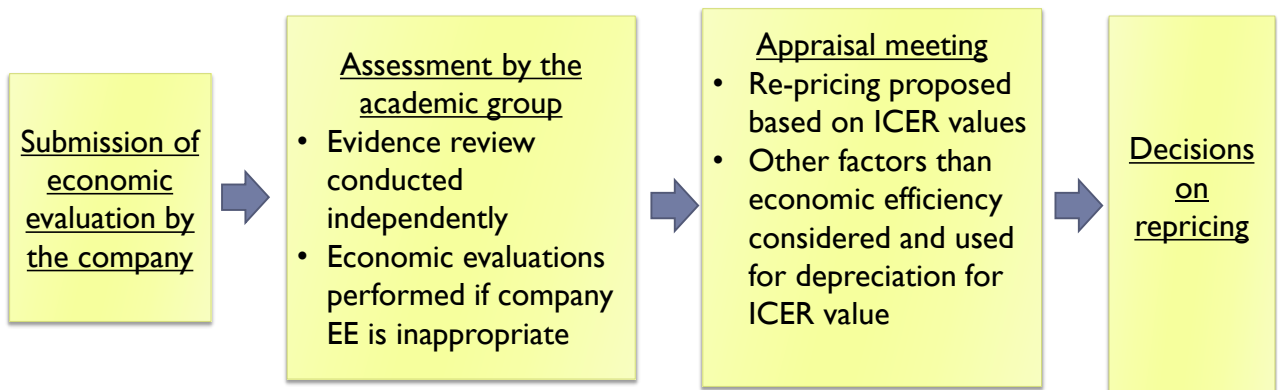 Submission of
economic
evaluation by
the company
Assessment by the
academic group
• Evidence review
conducted
independently
• Economic evaluations
performed if company
EE is inappropriate
Appraisal meeting
• Re-pricing proposed
based on ICER values
• Other factors than
economic efficiency
considered and used
for depreciation for
ICER value
Decisions
on
repricing